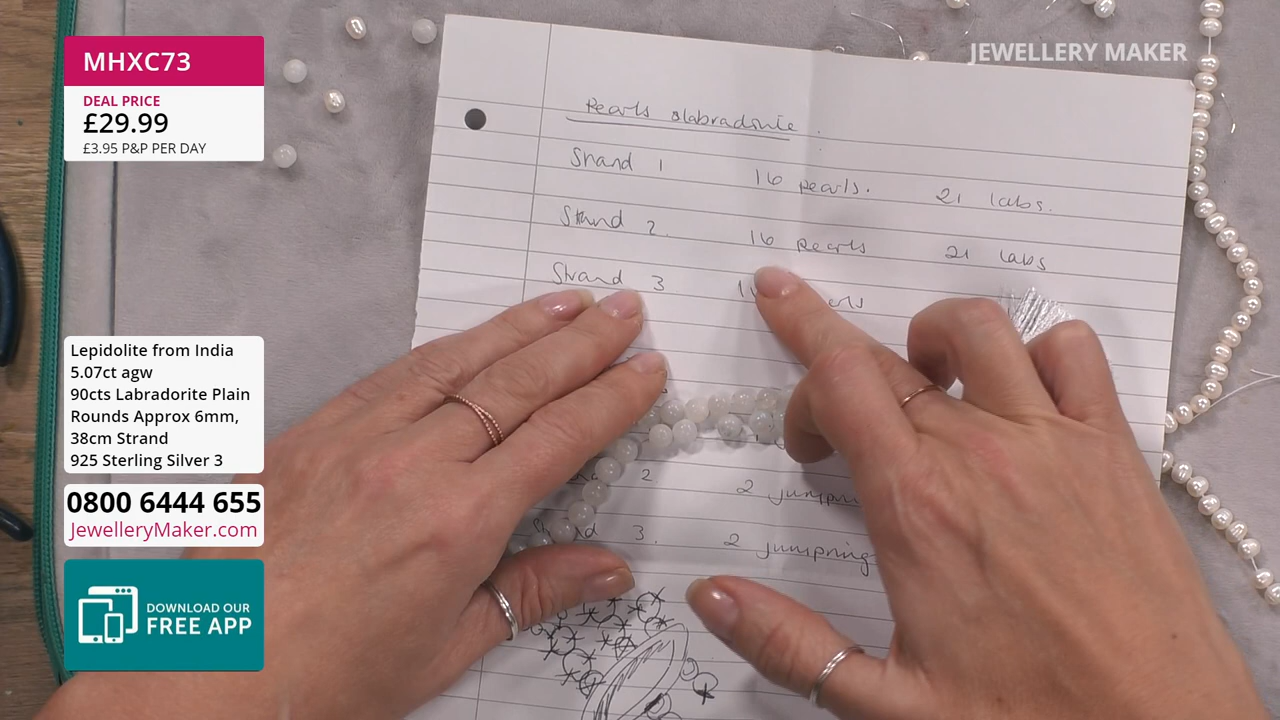 MHXC73
DEAL PRICE
£29.99
£3.95 P&P PER DAY
JEWELLERY MAKER
Pearls &labradorite.
Strand 1 16 pearls. 21 labs.
Strand 2. 16 pearls 21 labs
Strand 3
2 2
3. 2 jumpring
Lepidolite from India
5.07ct agw
90cts Labradorite Plain
Rounds Approx 6mm,
38cm Strand
925 Sterling Silver 3
0800 6444 655
JewelleryMaker.com
DOWNLOAD OUR
FREE APP